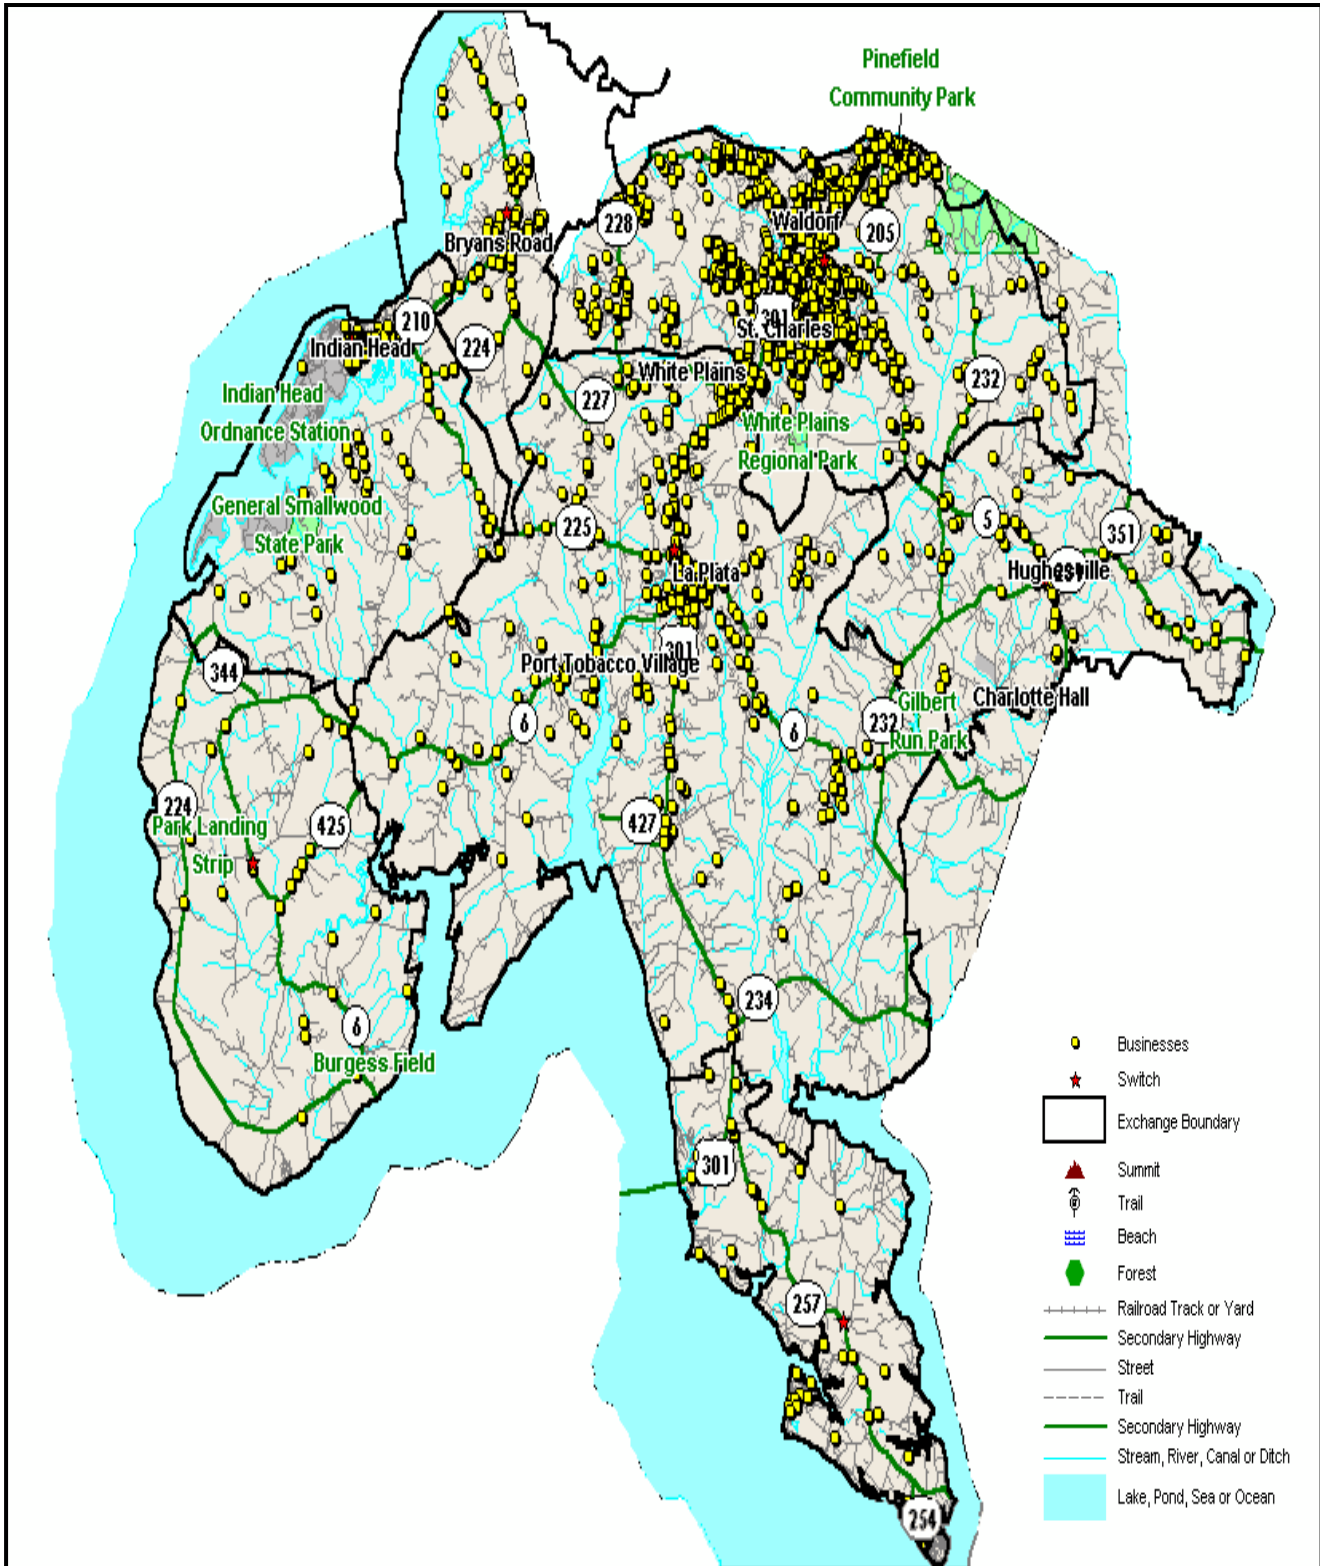 Pinefield
Community Park
228
Waldorf
205
Bryans Road
210
301
St. Charles
Indian Head
224
White Plains
232
Indian Head
227
Ordnance Station
White Plains
Regional Park
General Smallwood
State Park
225
5
351
La Plata
Hughesville
301
Port Tobacco Village
344
Charlotte Hall
Gilbert
Run Park
6
6
232
224
Park Landing
Strip
425
427
234
6
Burgess Field
301
257
254
Businesses
Switch
Exchange Boundary
Summit
Trail
Beach
Forest
Railroad Track or Yard
Secondary Highway
Street
Trail
Secondary Highway
Stream, River, Canal or Ditch
Lake, Pond, Sea or Ocean